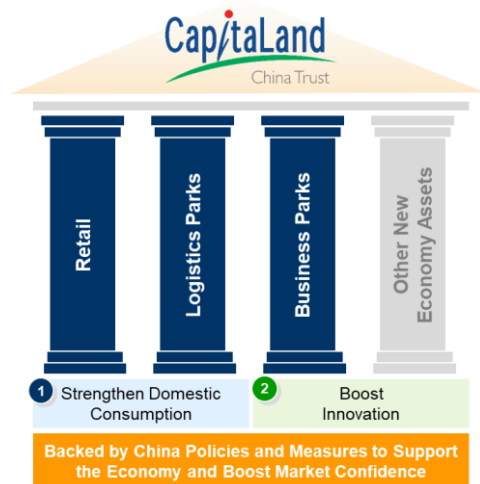 CapitaLand
China Trust
Retail
Logistics Parks
Business Parks
Other New
Economy Assets
1 Strengthen Domestic
Consumption
2 Boost
Innovation
Backed by China Policies and Measures to Support
the Economy and Boost Market Confidence